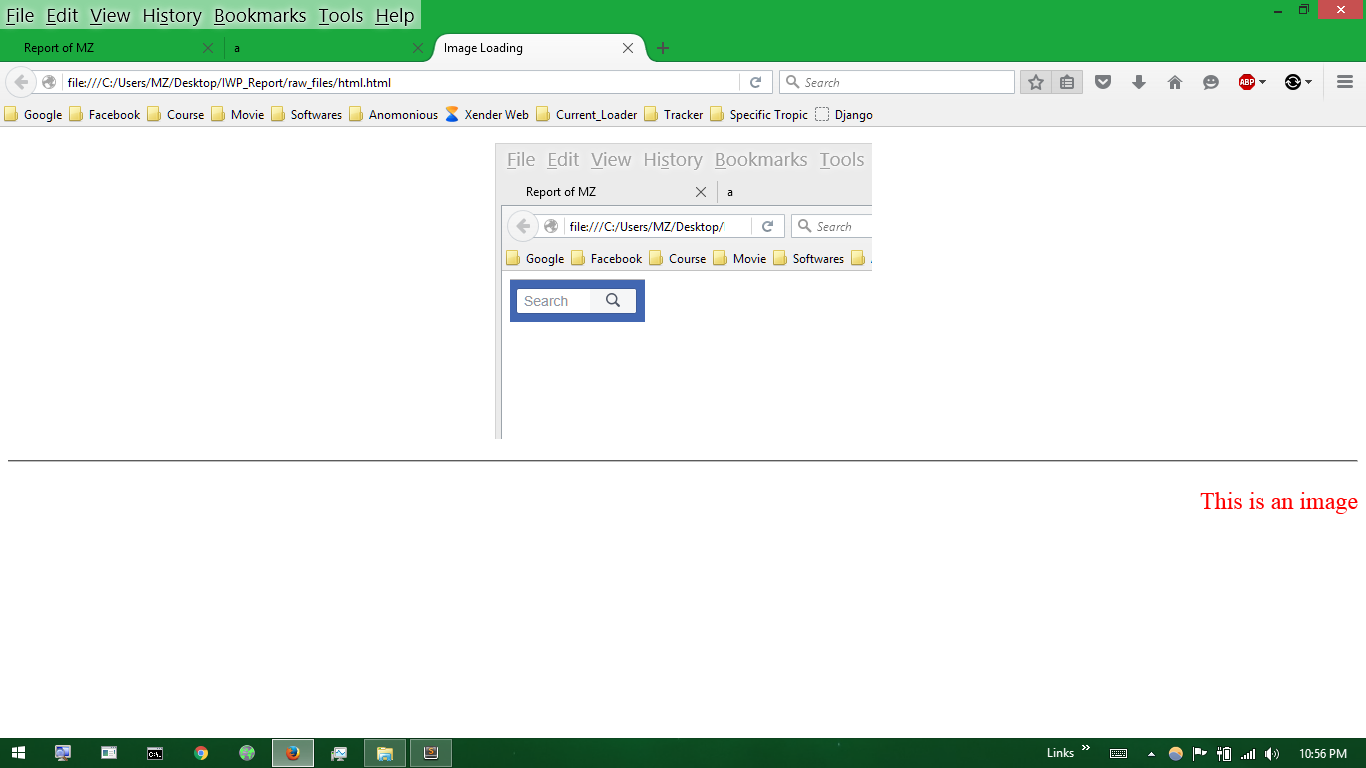 File Edit View History Bookmarks Tools Help
Report of MZ a Image Loading
file:///C:/Users/MZ/Desktop/IWP_Report/raw_files/html.html Search ABP
Google Facebook Course Movie Softwares Anomonious Xender Web Current_Loader Tracker Specific Tropic Django
File Edit View History Bookmarks Tools
Report of MZ a
file:///C:/Users/MZ/Desktop/ Search
Google Facebook Course Movie Softwares
Search
This is an image
C:\. S Links 10:56 PM